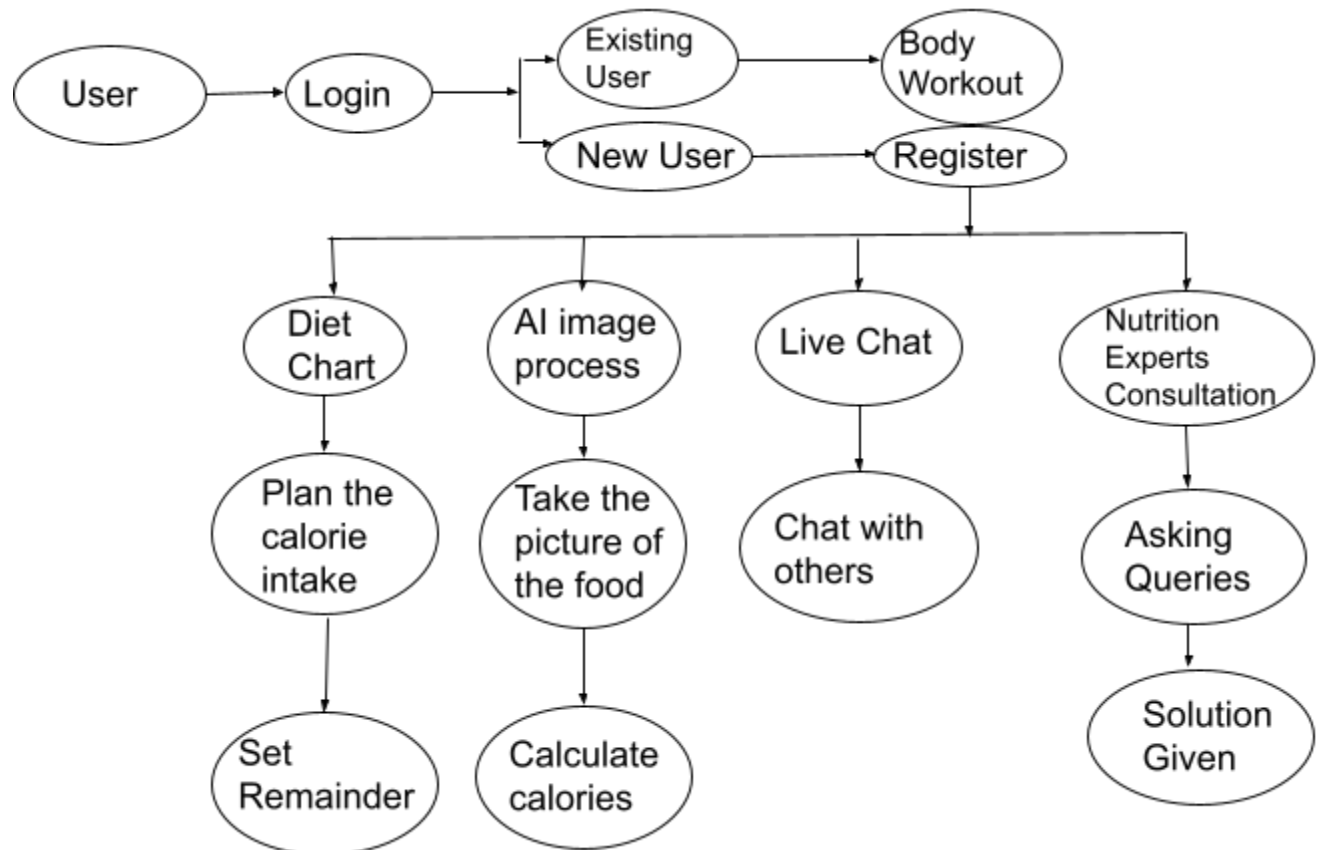 User
Login
Existing
User
Body
Workout
New User
Register
Diet
Chart
AI image
process
Live Chat
Nutrition
Experts
Consultation
Plan the
calorie
intake
Take the
picture of
the food
Chat with
others
Asking
Queries
Set
Remainder
Calculate
calories
Solution
Given